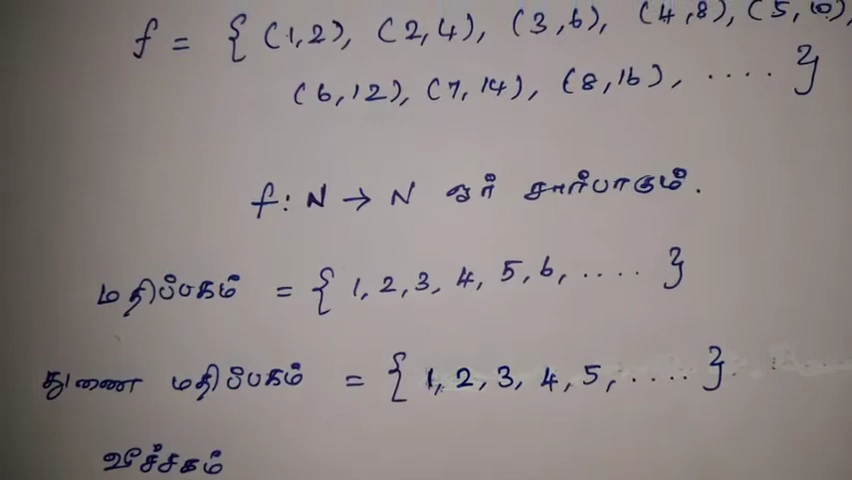 f = { (1,2), (2,4), (3,6), (4,8), (5,10),
(6,12), (7,14), (8,16), .... }
f: N → N ஓர் சார்பாகும்.
மதிப்பகம் = { 1, 2, 3, 4, 5, 6, .... }
துணை மதிப்பகம் = { 1, 2, 3, 4, 5, .... }
வீச்சகம்